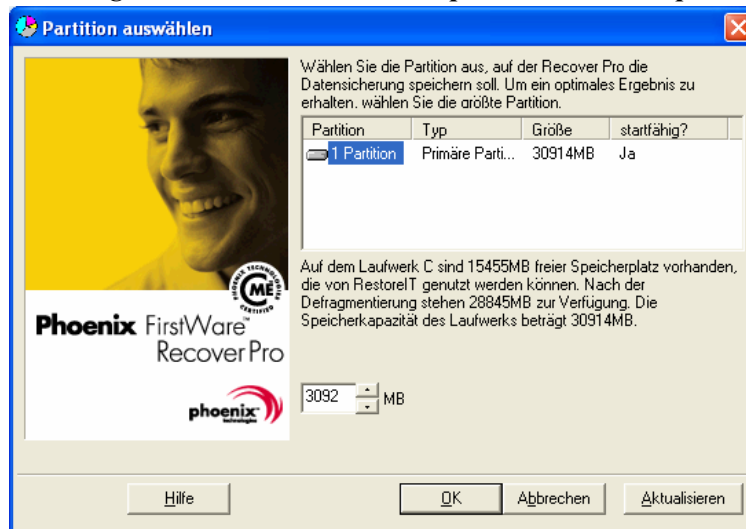 Partition auswählen
Wählen Sie die Partition aus, auf der Recover Pro die
Datensicherung speichern soll. Um ein optimales Ergebnis zu
erhalten, wählen Sie die größte Partition.
Partition Typ Größe startfähig?
1 Partition Primäre Parti... 30914MB Ja
Auf dem Laufwerk C sind 15455MB freier Speicherplatz vorhanden,
die von RestoreIT genutzt werden können. Nach der
Defragmentierung stehen 28845MB zur Verfügung. Die
Speicherkapazität des Laufwerks beträgt 30914MB.
CME
CERTIFIED
Phoenix FirstWare
Recover Pro
phoenix
technologies
3092 MB
Hilfe OK Abbrechen Aktualisieren